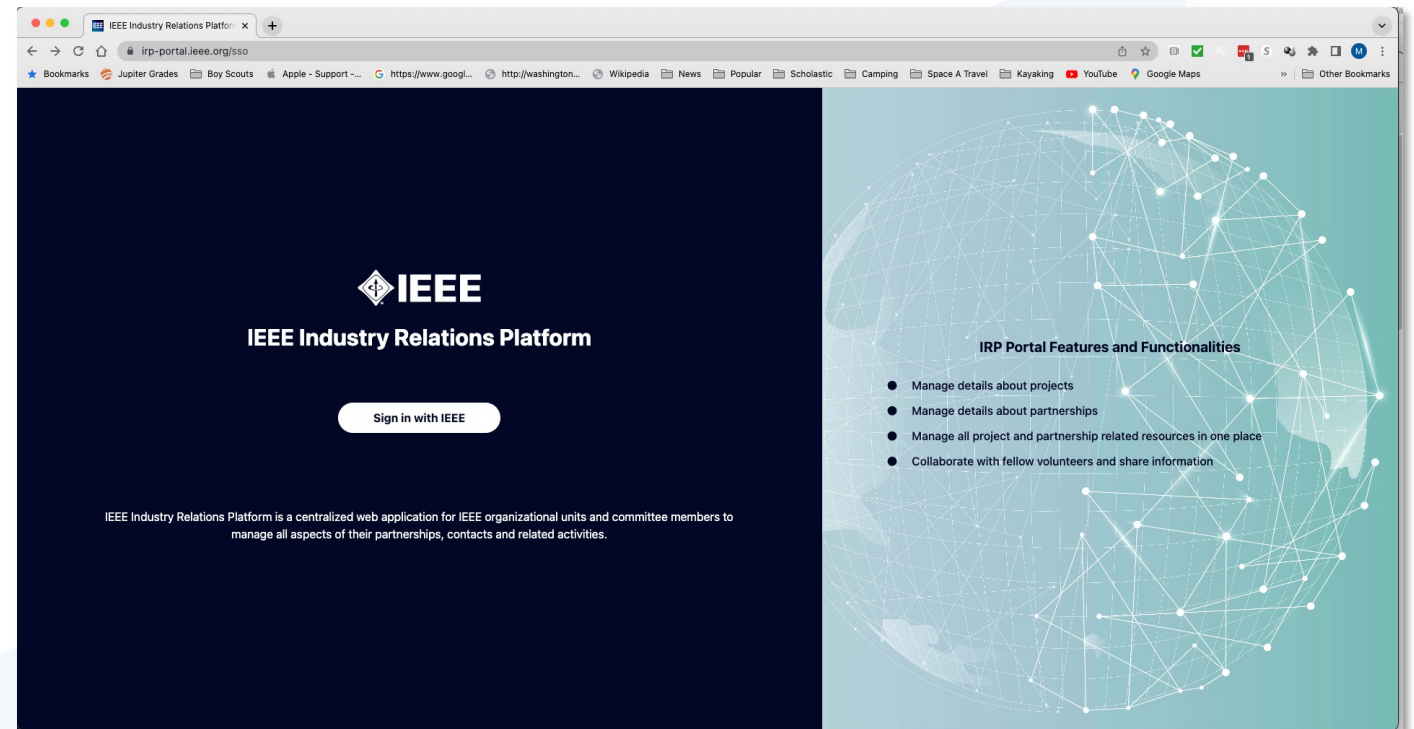 IEEE
IEEE Industry Relations Platform
irp-portal.ieee.org/sso
1
S
M
Bookmarks
Jupiter Grades
Boy Scouts
Apple - Support -...
https://www.googl...
http://washington...
Wikipedia
News
Popular
Scholastic
Camping
Space A Travel
Kayaking
YouTube
Google Maps
»
Other Bookmarks
IEEE
IEEE Industry Relations Platform
Sign in with IEEE
IEEE Industry Relations Platform is a centralized web application for IEEE organizational units and committee members to
manage all aspects of their partnerships, contacts and related activities.
IRP Portal Features and Functionalities
● Manage details about projects
● Manage details about partnerships
● Manage all project and partnership related resources in one place
● Collaborate with fellow volunteers and share information